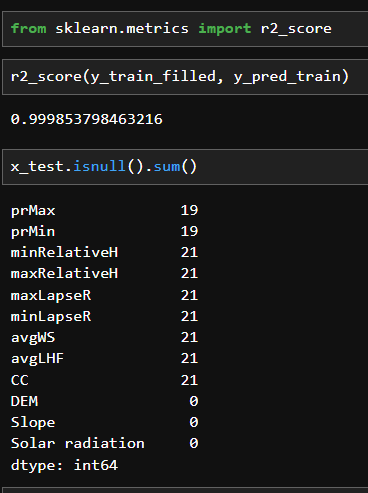 from sklearn.metrics import r2_score
r2_score(y_train_filled, y_pred_train)
0.999853798463216
x_test.isnull().sum()
prMax 19
prMin 19
minRelativeH 21
maxRelativeH 21
maxLapseR 21
minLapseR 21
avgWS 21
avgLHF 21
CC 21
DEM 0
Slope 0
Solar radiation 0
dtype: int64